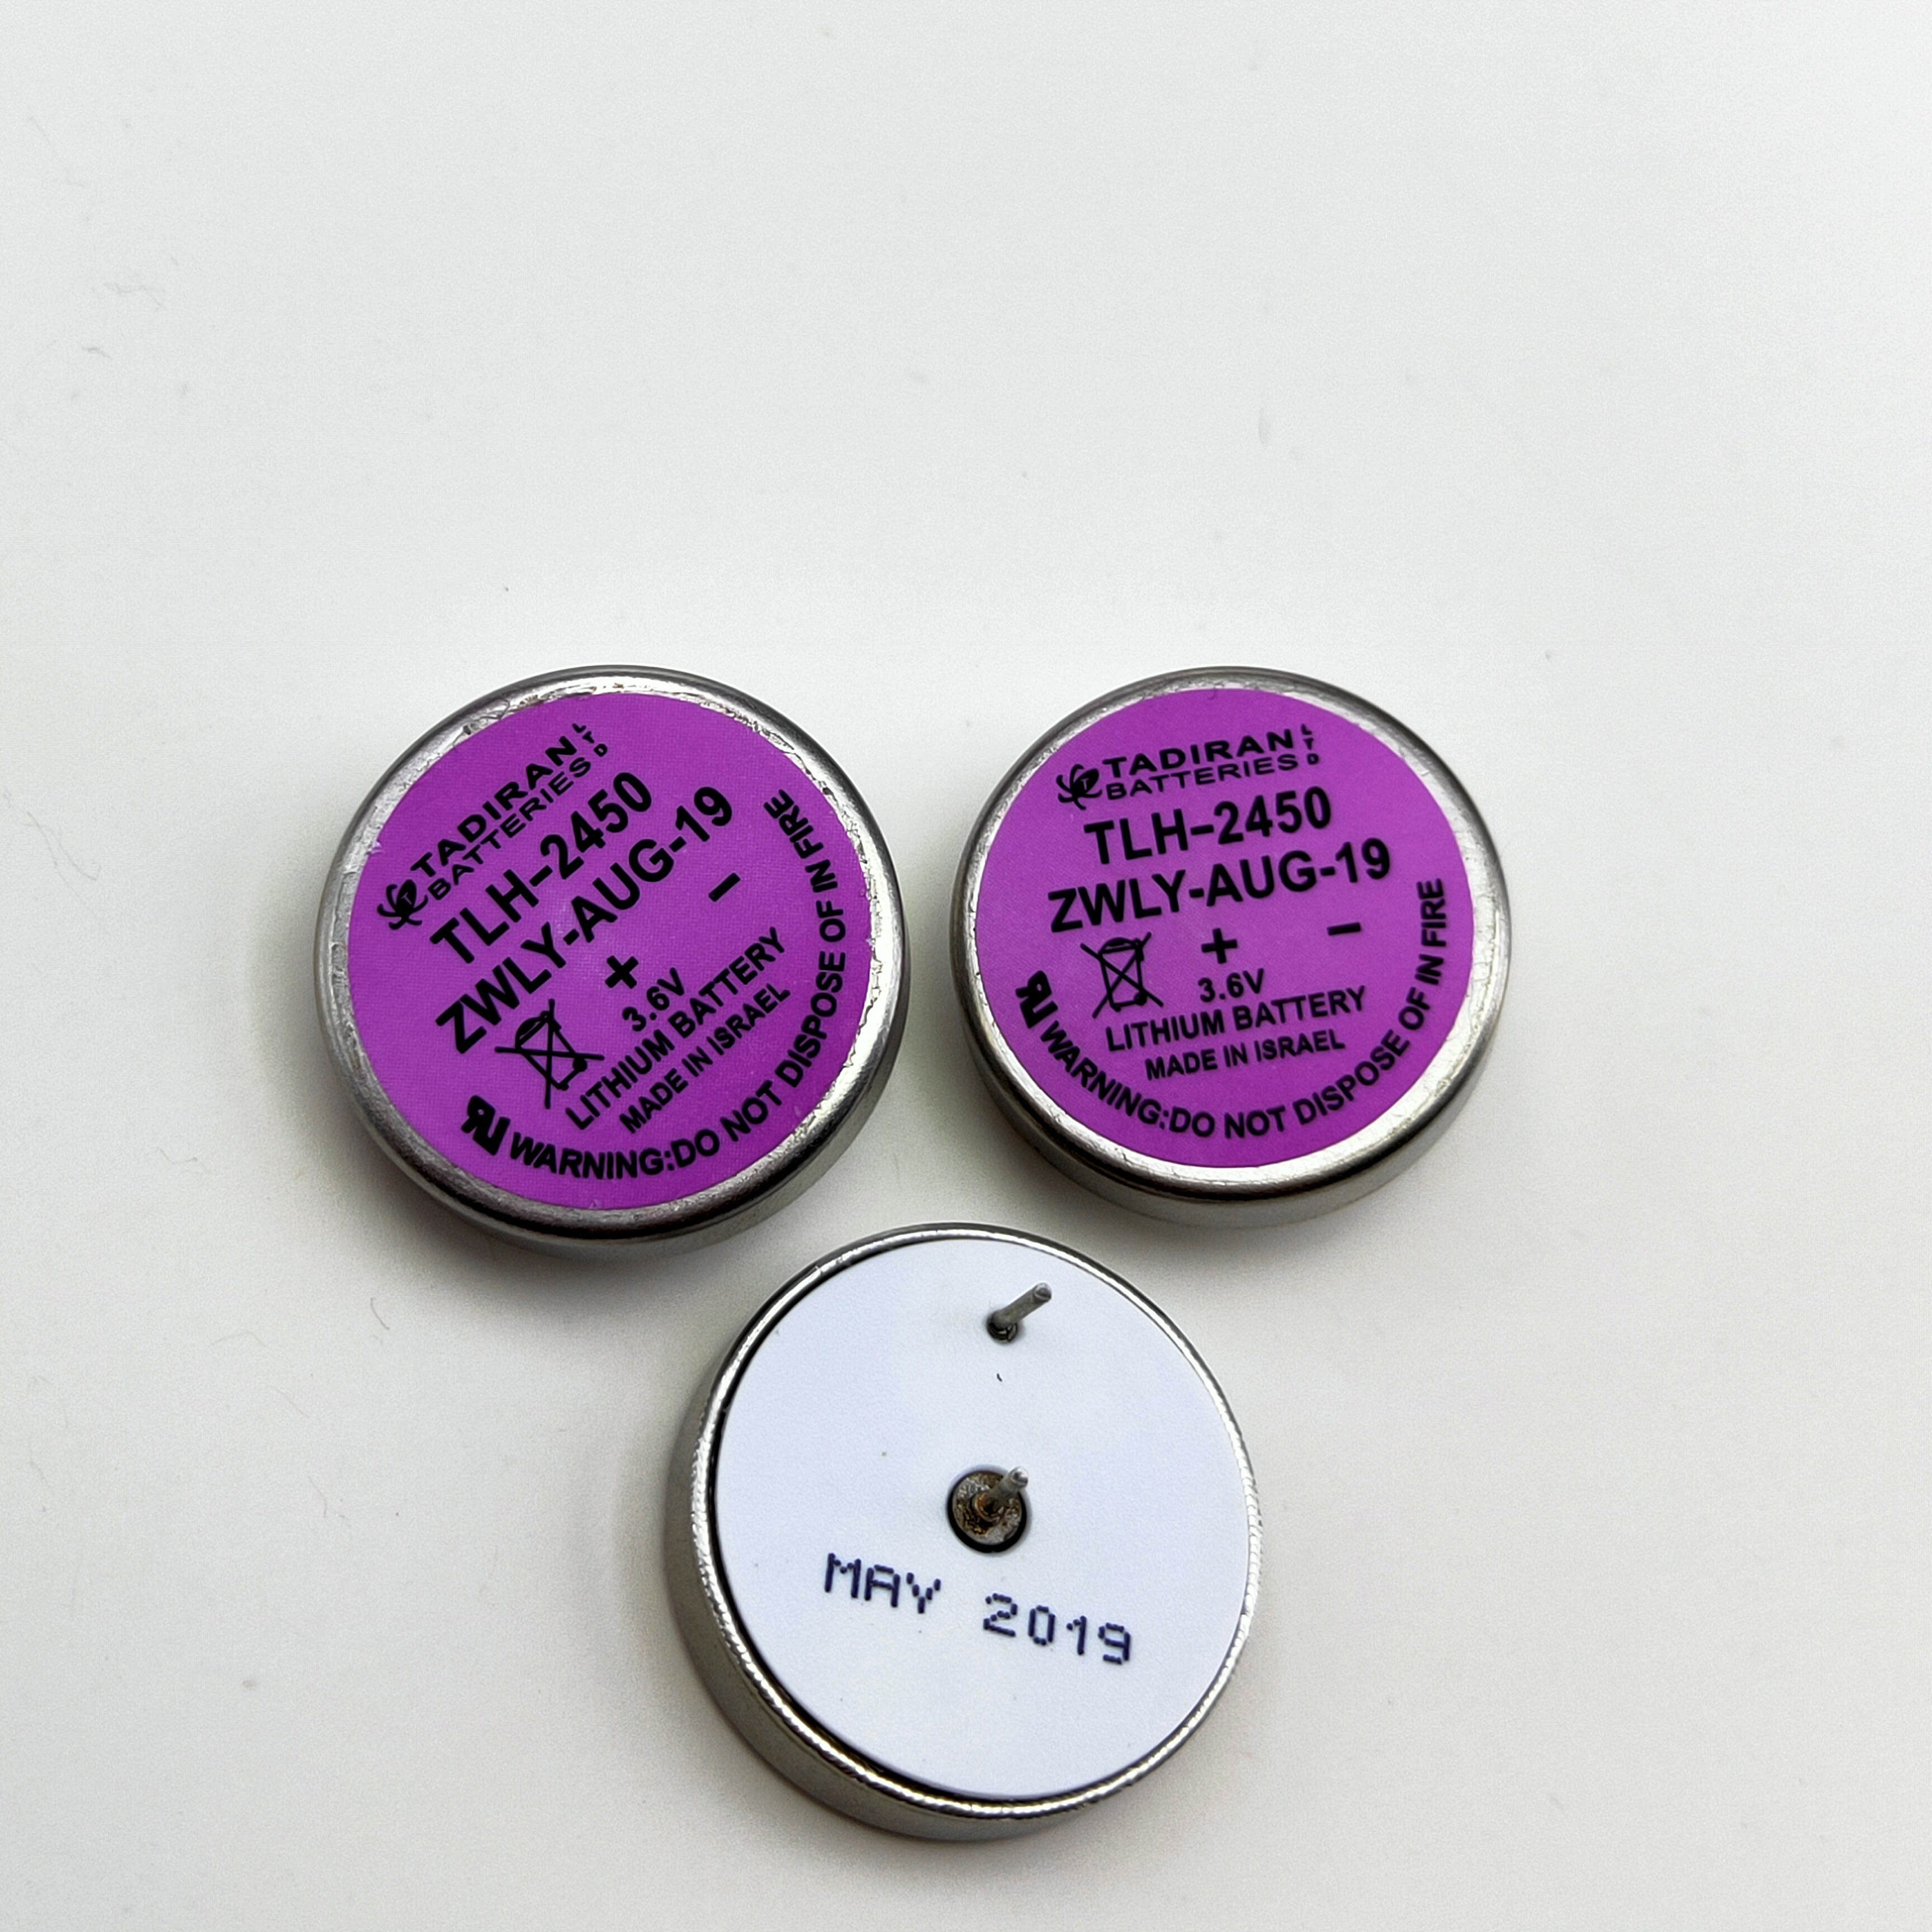 TADIRAN LTD
BATTERIES
TLH-2450
ZWLY-AUG-19
+ -
3.6V
LITHIUM BATTERY
MADE IN ISRAEL
WARNING:DO NOT DISPOSE OF IN FIRE
TADIRAN LTD
BATTERIES
TLH-2450
ZWLY-AUG-19
+ -
3.6V
LITHIUM BATTERY
MADE IN ISRAEL
WARNING:DO NOT DISPOSE OF IN FIRE
MAY 2019